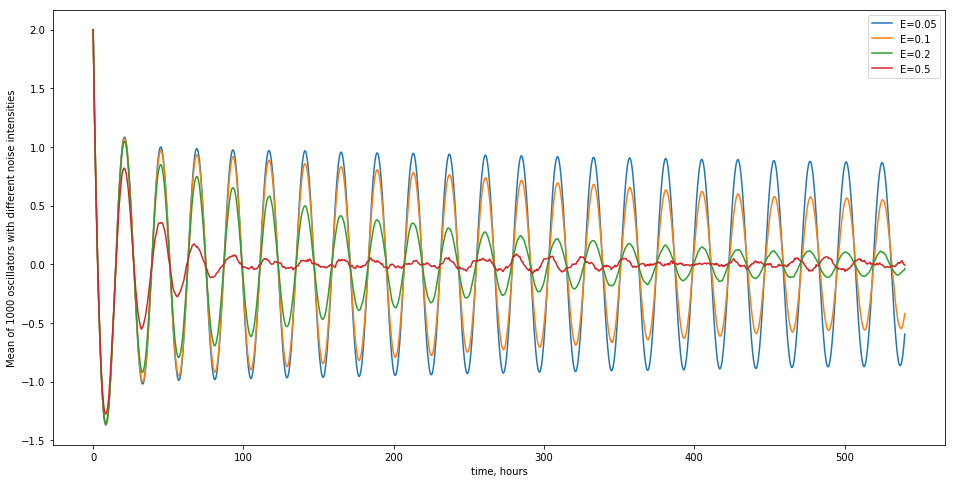 Mean of 1000 oscillators with different noise intensities
2.0
1.5
1.0
0.5
0.0
−0.5
−1.0
−1.5
0
100
200
300
400
500
time, hours
E=0.05
E=0.1
E=0.2
E=0.5